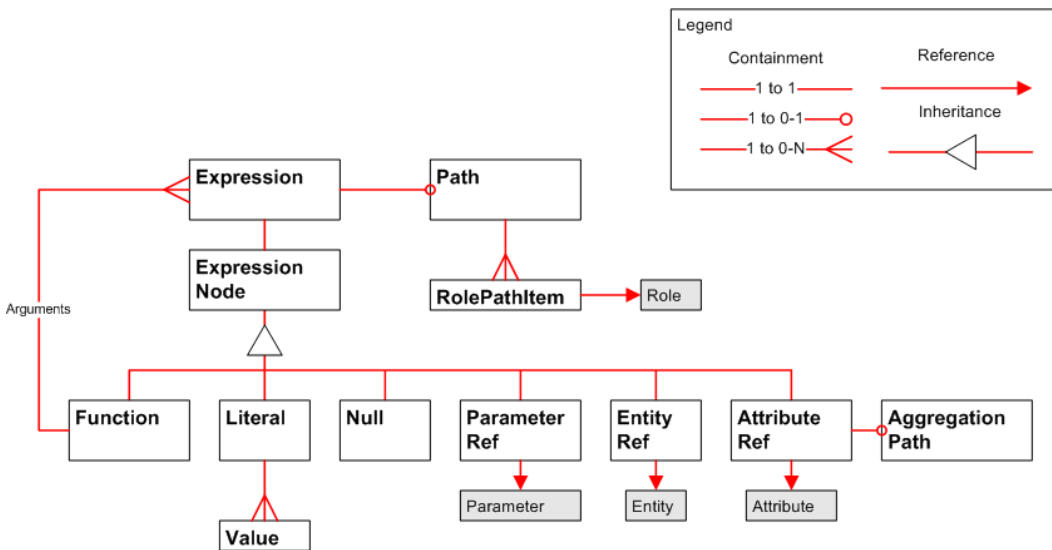 Legend
Containment
Reference
1 to 1
1 to 0-1
Inheritance
1 to 0-N
Expression
Path
Expression
Node
RolePathItem
Role
Arguments
Function
Literal
Null
Parameter
Ref
Entity
Ref
Attribute
Ref
Aggregation
Path
Parameter
Entity
Attribute
Value